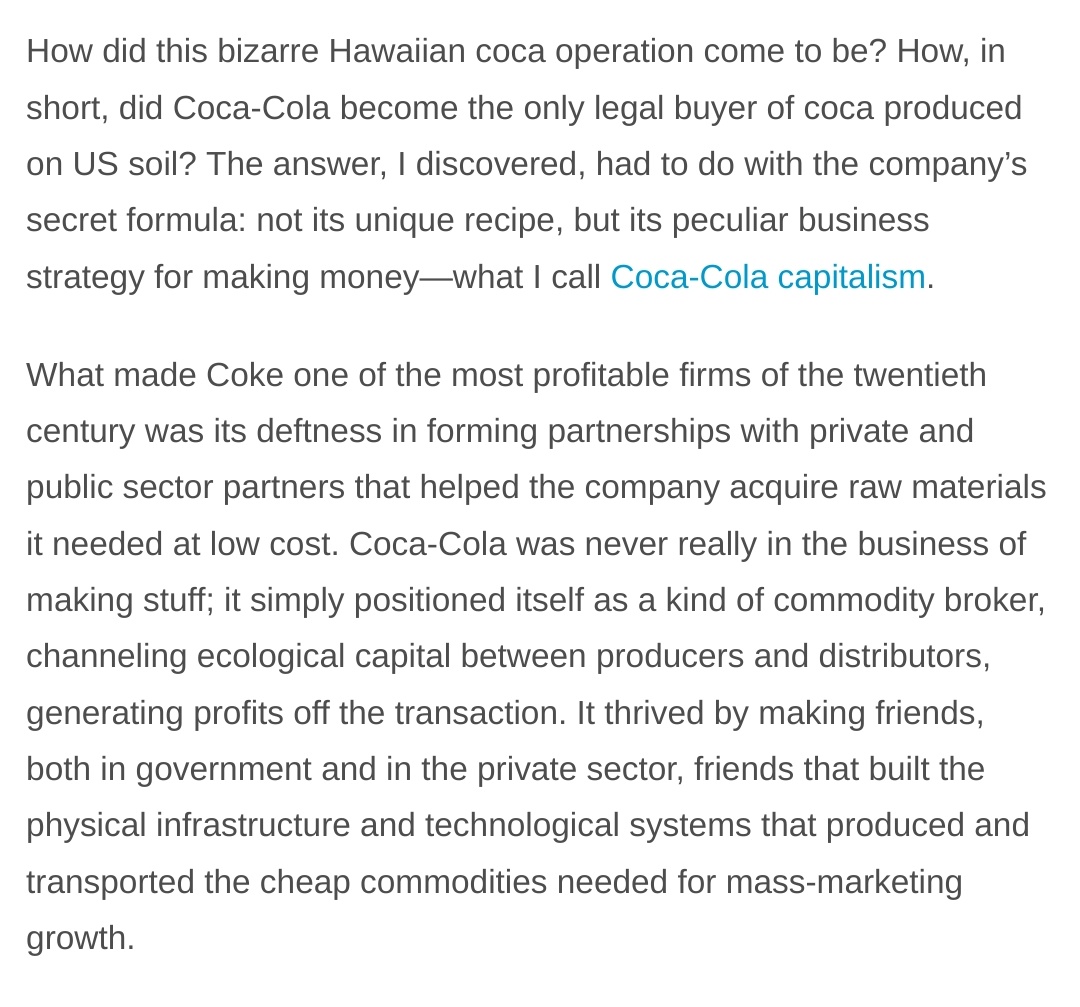 How did this bizarre Hawaiian coca operation come to be? How, in
short, did Coca-Cola become the only legal buyer of coca produced
on US soil? The answer, I discovered, had to do with the company’s
secret formula: not its unique recipe, but its peculiar business
strategy for making money—what I call Coca-Cola capitalism.
What made Coke one of the most profitable firms of the twentieth
century was its deftness in forming partnerships with private and
public sector partners that helped the company acquire raw materials
it needed at low cost. Coca-Cola was never really in the business of
making stuff; it simply positioned itself as a kind of commodity broker,
channeling ecological capital between producers and distributors,
generating profits off the transaction. It thrived by making friends,
both in government and in the private sector, friends that built the
physical infrastructure and technological systems that produced and
transported the cheap commodities needed for mass-marketing
growth.